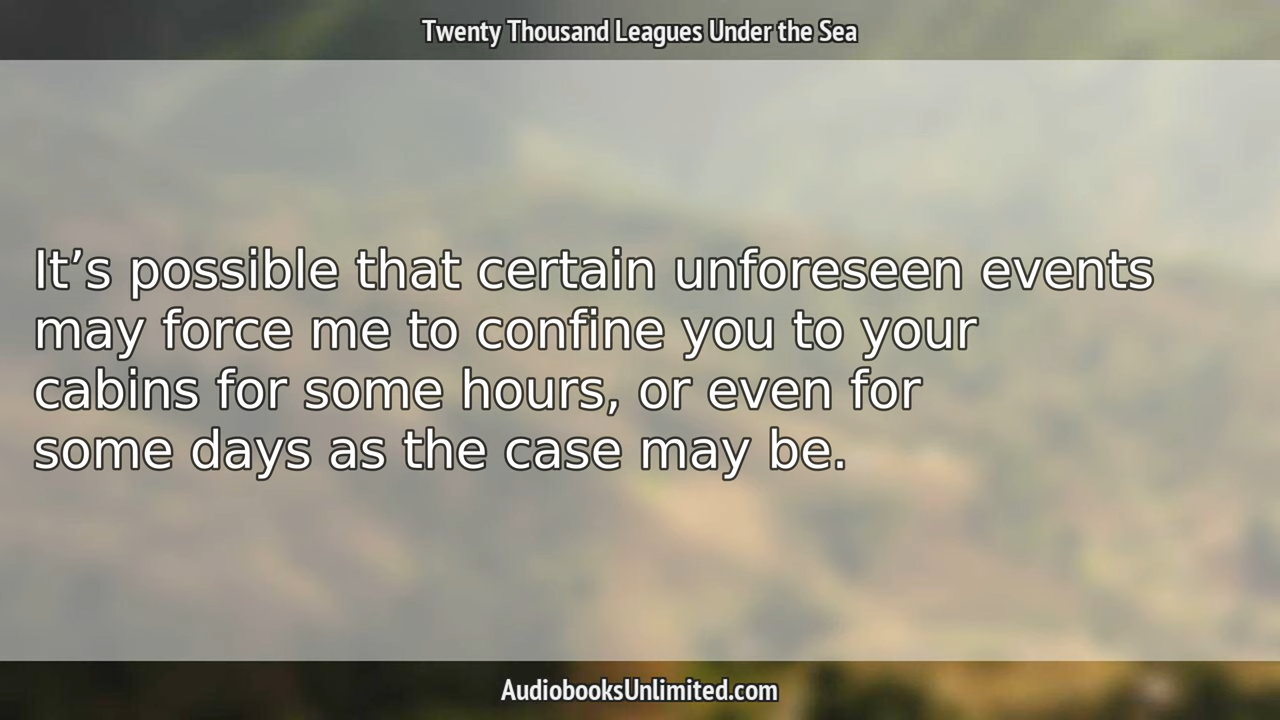 Twenty Thousand Leagues Under the Sea
It’s possible that certain unforeseen events
may force me to confine you to your
cabins for some hours, or even for
some days as the case may be.
AudiobooksUnlimited.com